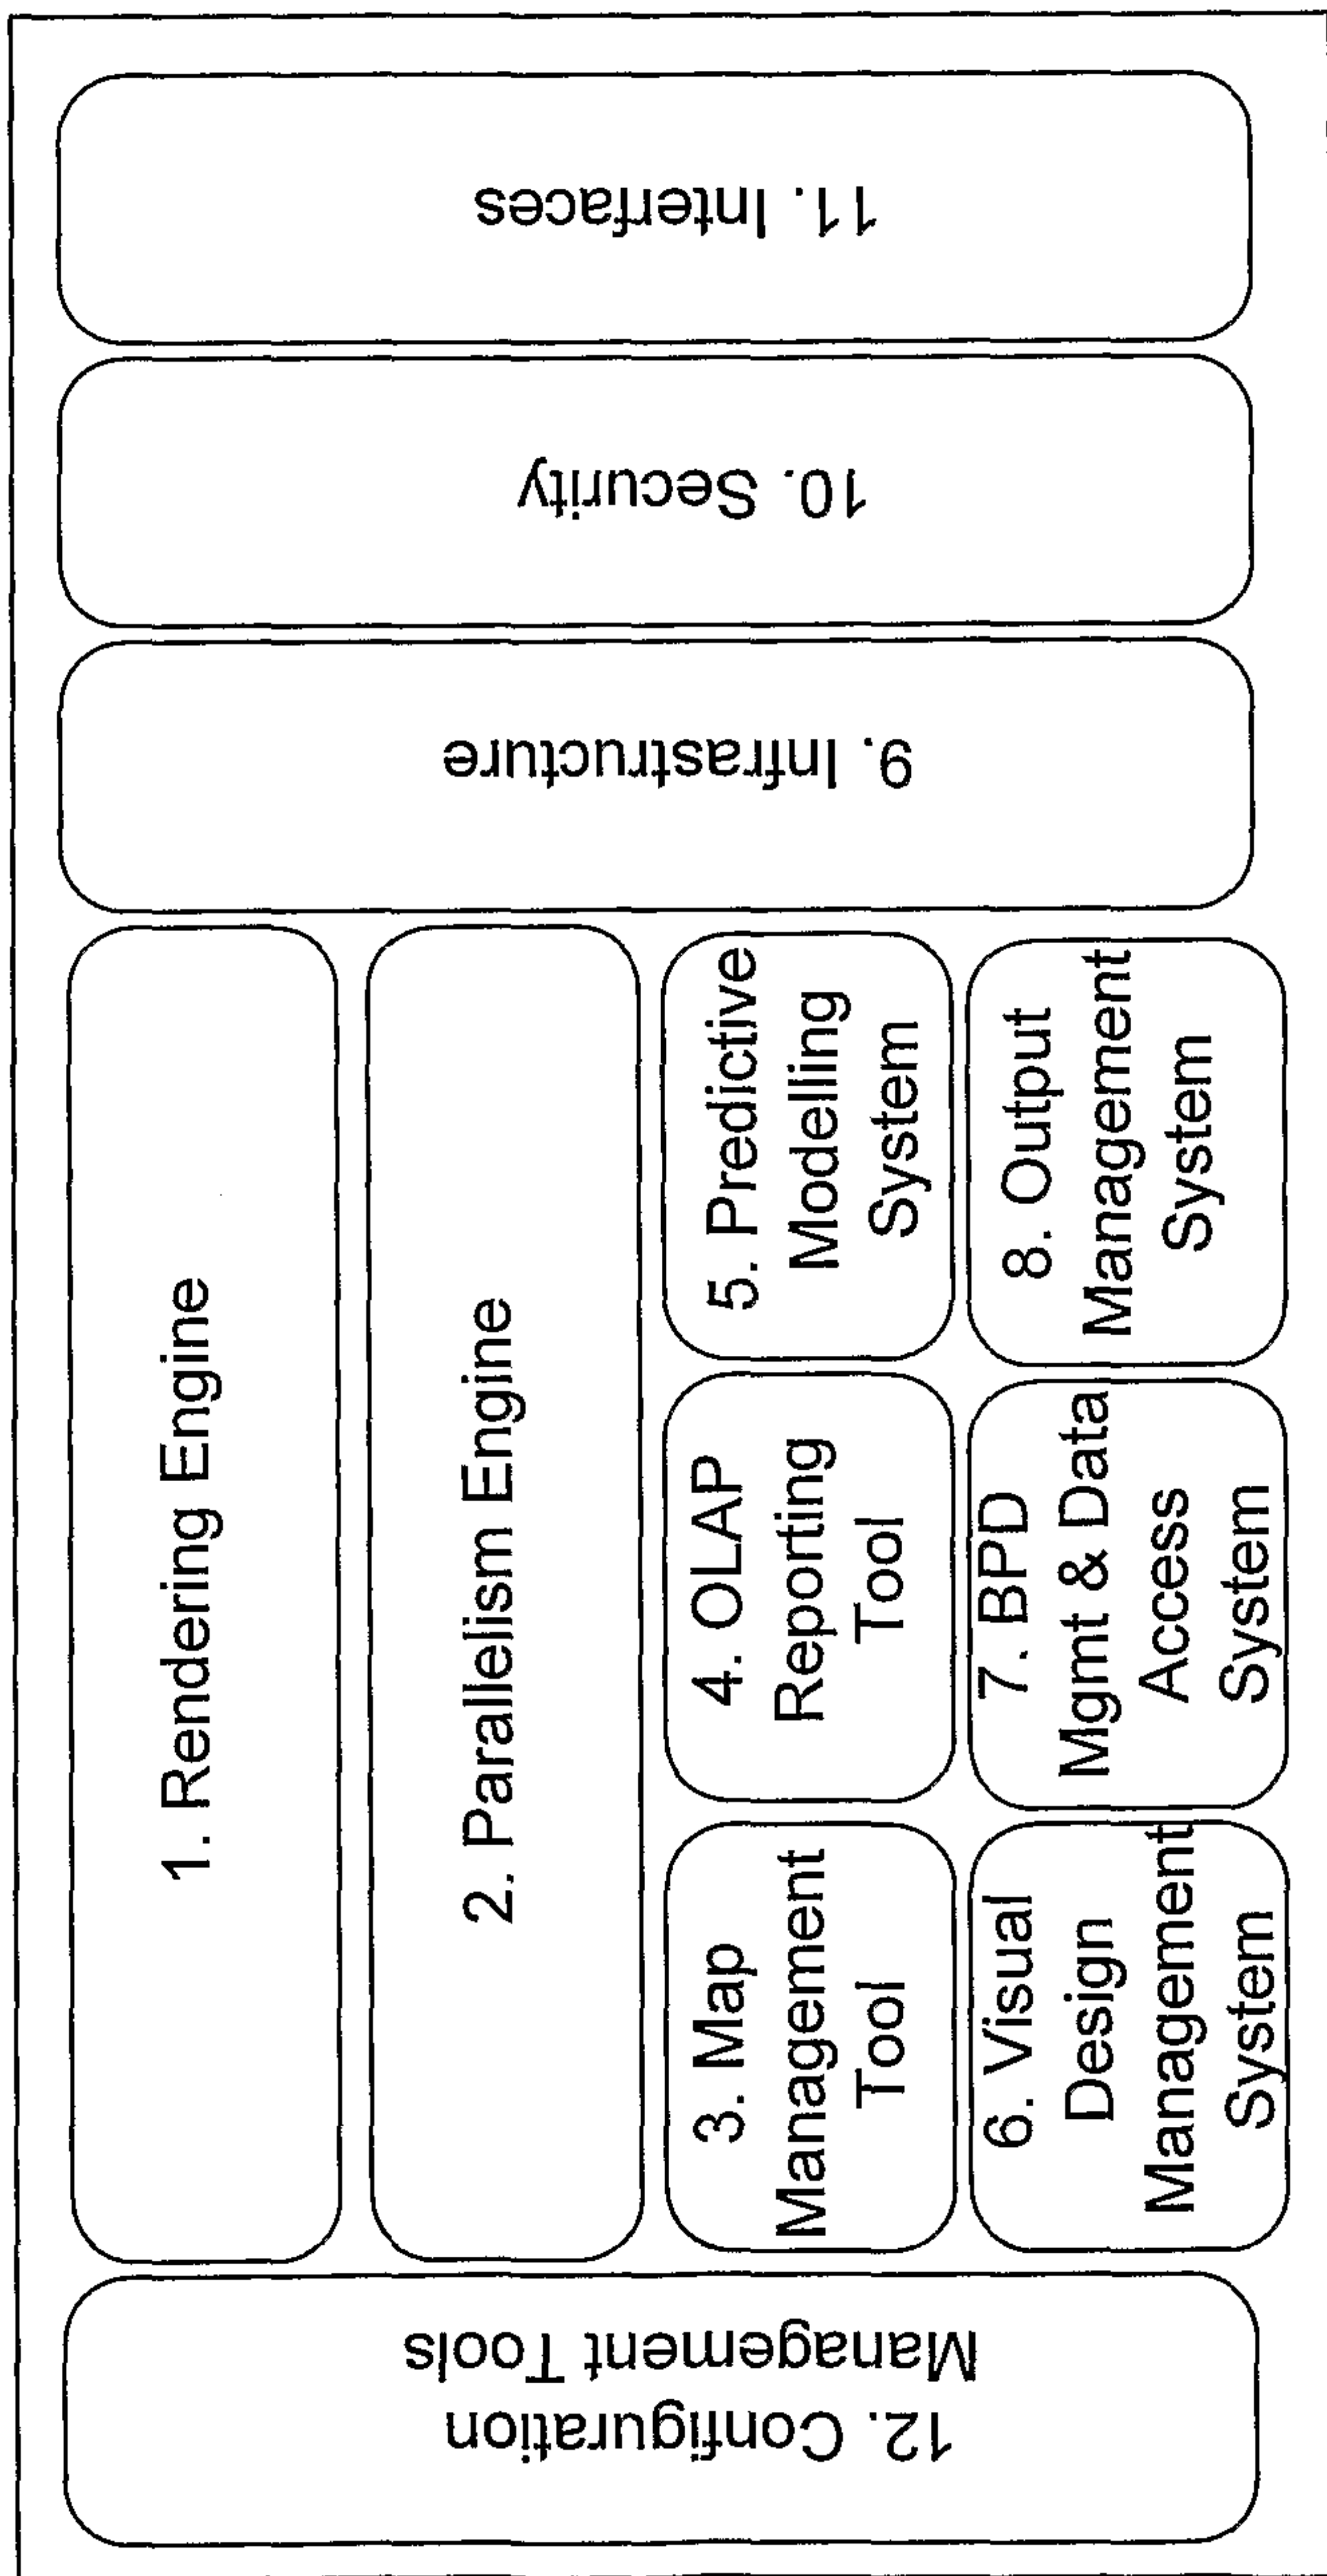 1. Rendering Engine
2. Parallelism Engine
3. Map
Management
Tool
4. OLAP
Reporting
Tool
5. Predictive
Modelling
System
6. Visual
Design
Management
System
7. BPD
Mgmt & Data
Access
System
8. Output
Management
System
9. Infrastructure
10. Security
11. Interfaces
12. Configuration
Management Tools